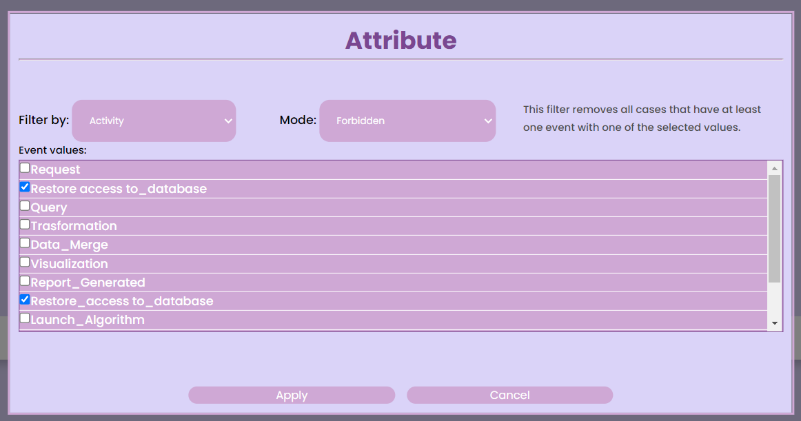 Attribute
Filter by: Activity Mode: Forbidden This filter removes all cases that have at least
one event with one of the selected values.
Event values:
Request
Restore access to_database
Query
Trasformation
Data_Merge
Visualization
Report_Generated
Restore_access to_database
Launch_Algorithm
Apply Cancel